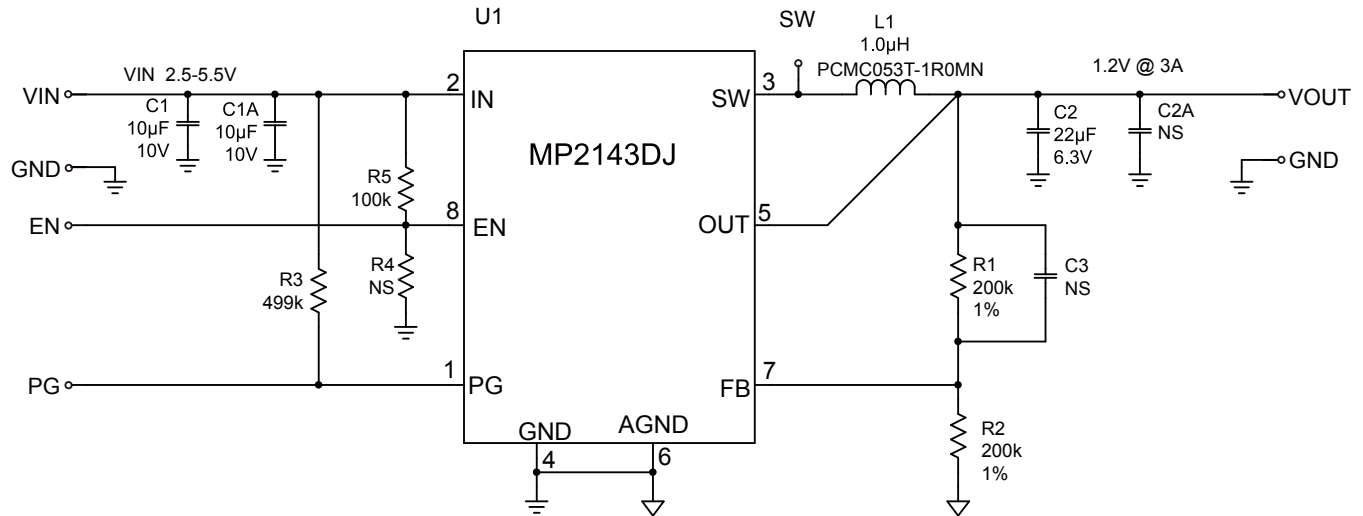 U1
SW
L1
1.0µH
PCMC053T-1R0MN
VIN 2.5-5.5V
1.2V @ 3A
VIN
C1
10µF
10V
C1A
10µF
10V
2
IN
SW
3
C2
22µF
6.3V
C2A
NS
VOUT
GND
MP2143DJ
GND
R5
100k
EN
8
EN
OUT
5
R4
NS
R3
499k
R1
200k
1%
C3
NS
PG
1
PG
FB
7
GND
AGND
4
6
R2
200k
1%